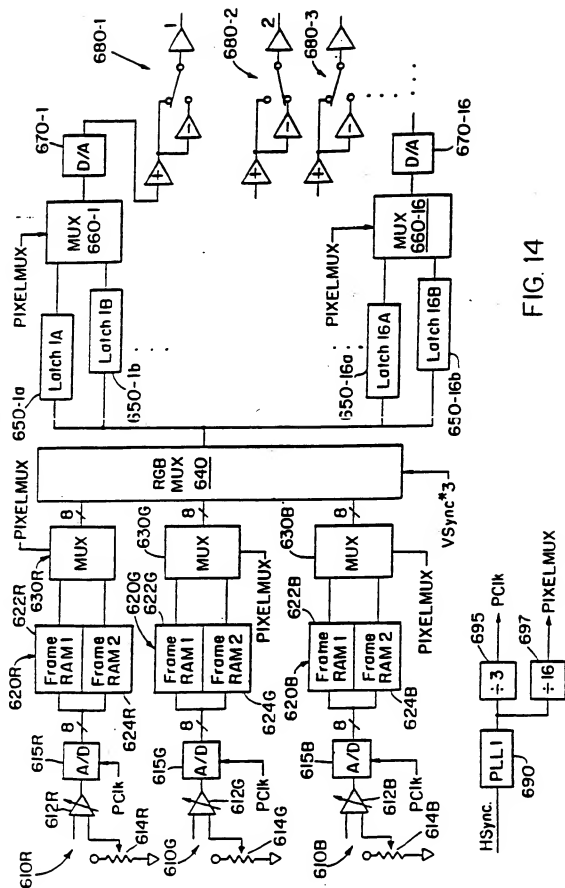 610R
612R
614R
615R
A/D
PClk
8
620R
622R
624R
Frame RAM 1
Frame RAM 2
630R
MUX
PIXELMUX
8
610G
612G
614G
615G
A/D
PClk
8
620G
622G
624G
Frame RAM 1
Frame RAM 2
630G
MUX
PIXELMUX
8
610B
612B
614B
615B
A/D
PClk
8
620B
622B
624B
Frame RAM 1
Frame RAM 2
630B
MUX
PIXELMUX
8
RGB MUX 640
VSync*3
650-1a
Latch 1A
Latch 1B
650-1b
PIXELMUX
MUX 660-1
D/A
670-1
+
-
680-1
1
+
-
680-2
2
+
-
680-3
650-16a
Latch 16A
Latch 16B
650-16b
PIXELMUX
MUX 660-16
D/A
670-16
HSync.
PLL 1
690
÷3
695
PClk
÷16
697
PIXELMUX
FIG. 14